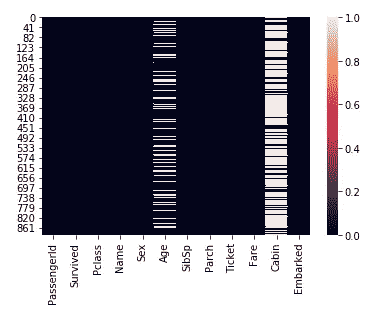 0
41
82
123
164
205
246
287
328
369
410
451
492
533
574
615
656
697
738
779
820
861
PassengerId
Survived
Pclass
Name
Sex
Age
SibSp
Parch
Ticket
Fare
Cabin
Embarked
1.0
0.8
0.6
0.4
0.2
0.0